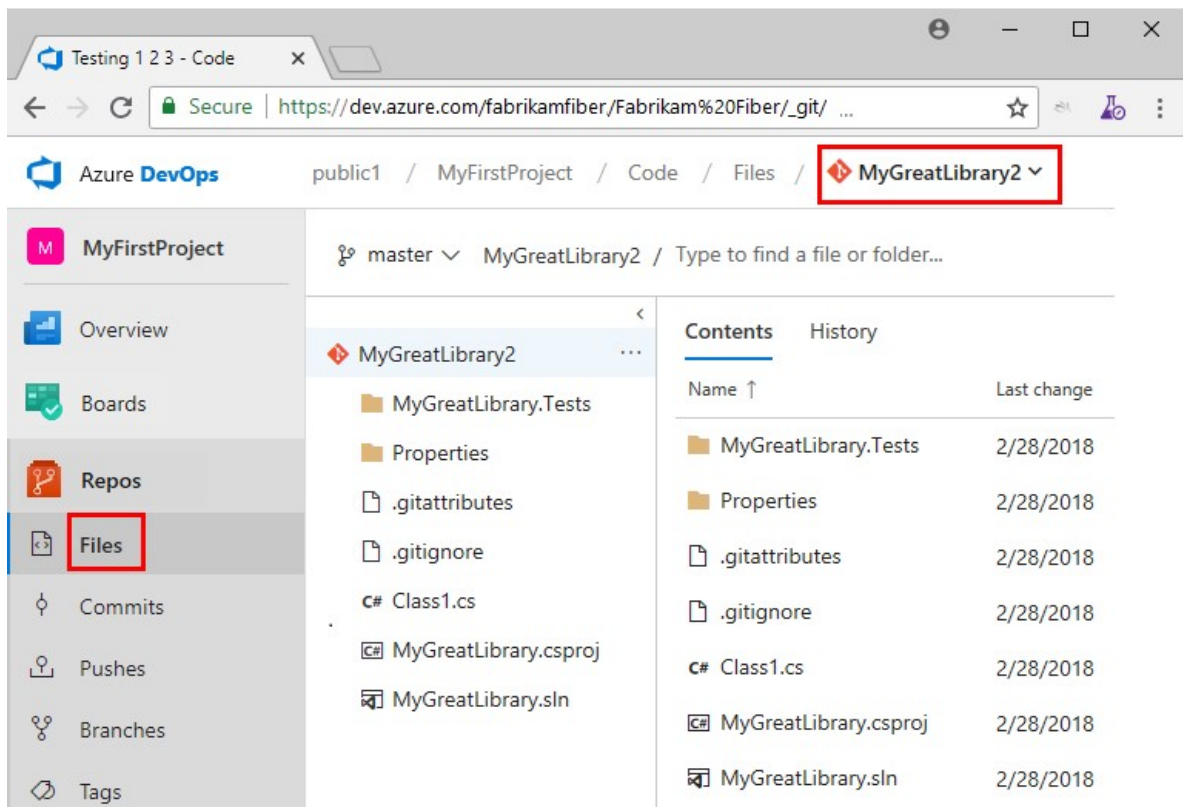 Testing 1 2 3 - Code
Secure | https://dev.azure.com/fabrikamfiber/Fabrikam%20Fiber/_git/ ...
Azure DevOps
public1 / MyFirstProject / Code / Files / MyGreatLibrary2
M MyFirstProject
Overview
Boards
Repos
Files
Commits
Pushes
Branches
Tags
master MyGreatLibrary2 / Type to find a file or folder...
MyGreatLibrary2 ...
MyGreatLibrary.Tests
Properties
.gitattributes
.gitignore
C# Class1.cs
C# MyGreatLibrary.csproj
MyGreatLibrary.sln
Contents History
Name ↑ Last change
MyGreatLibrary.Tests 2/28/2018
Properties 2/28/2018
.gitattributes 2/28/2018
.gitignore 2/28/2018
C# Class1.cs 2/28/2018
C# MyGreatLibrary.csproj 2/28/2018
MyGreatLibrary.sln 2/28/2018